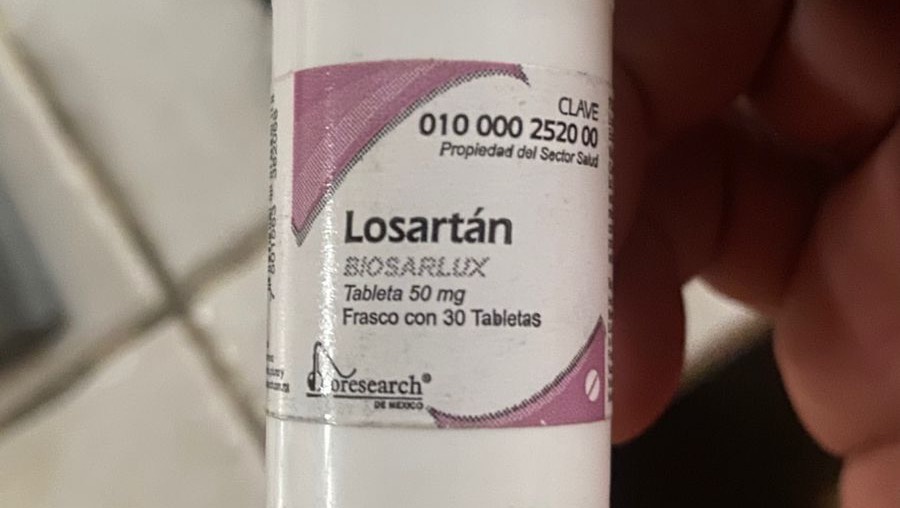 CLAVE
010 000 2520 00
Propiedad del Sector Salud
Losartán
BIOSARLUX
Tableta 50 mg
Frasco con 30 Tabletas
oresearch®
DE MEXICO